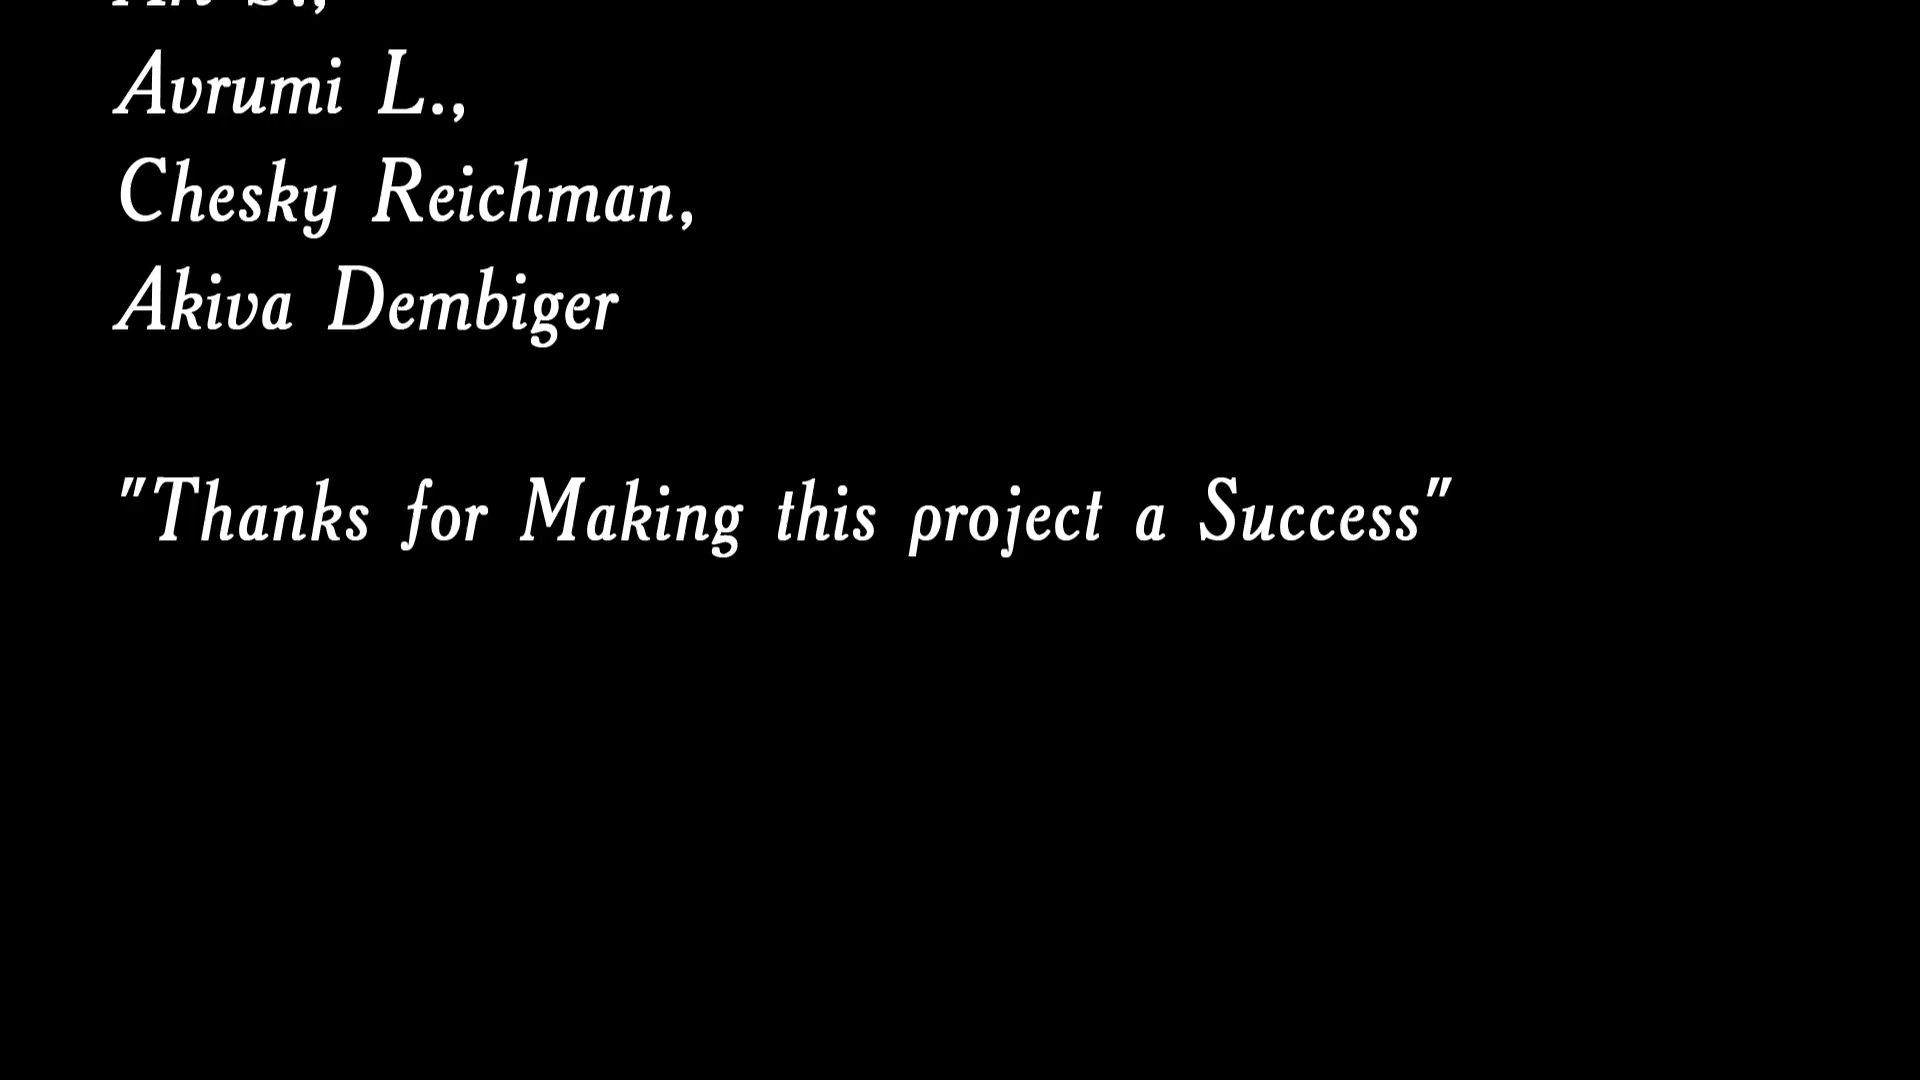 Avrumi L.,
Chesky Reichman,
Akiva Dembiger
"Thanks for Making this project a Success"